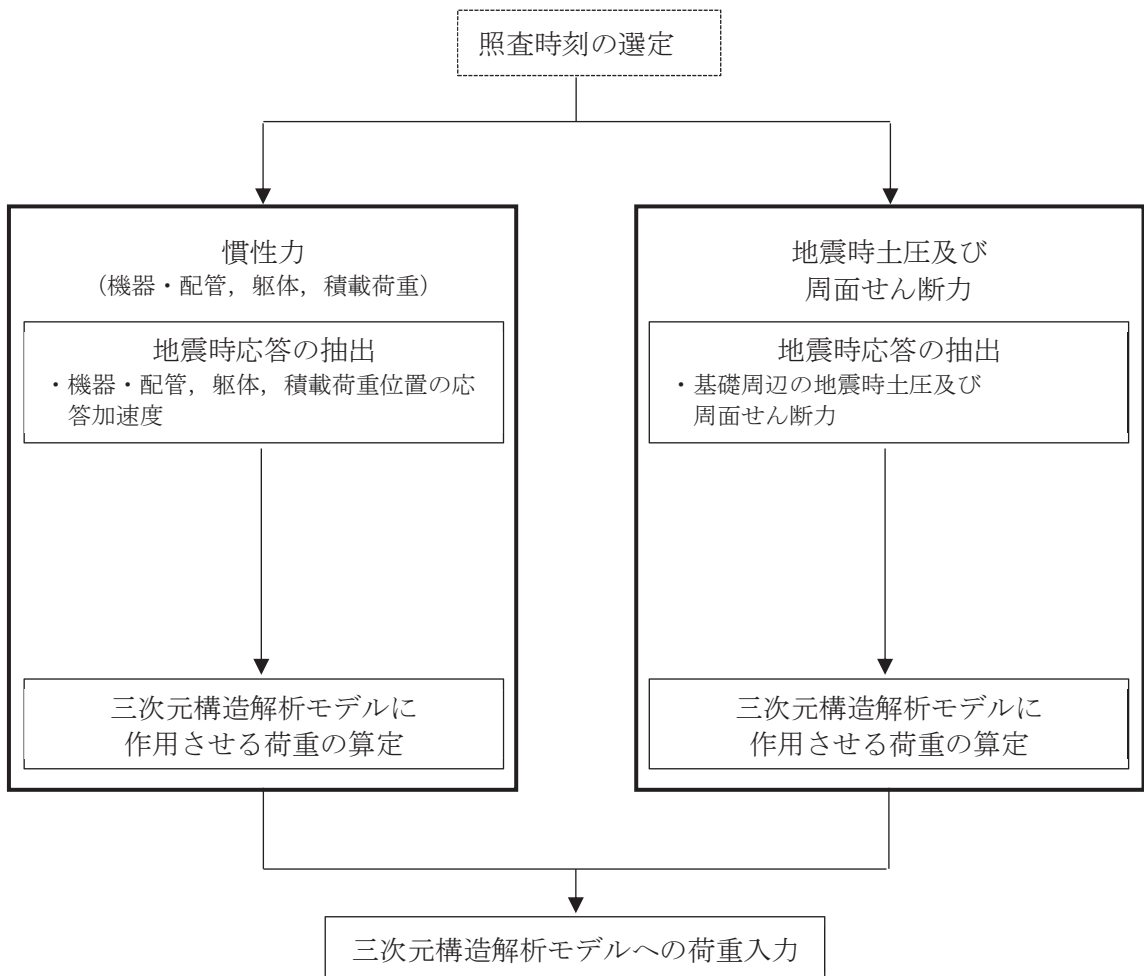 照査時刻の選定
慣性力
（機器・配管，躯体，積載荷重）
地震時応答の抽出
・機器・配管，躯体，積載荷重位置の応
答加速度
三次元構造解析モデルに
作用させる荷重の算定
地震時土圧及び
周面せん断力
地震時応答の抽出
・基礎周辺の地震時土圧及び
周面せん断力
三次元構造解析モデルに
作用させる荷重の算定
三次元構造解析モデルへの荷重入力